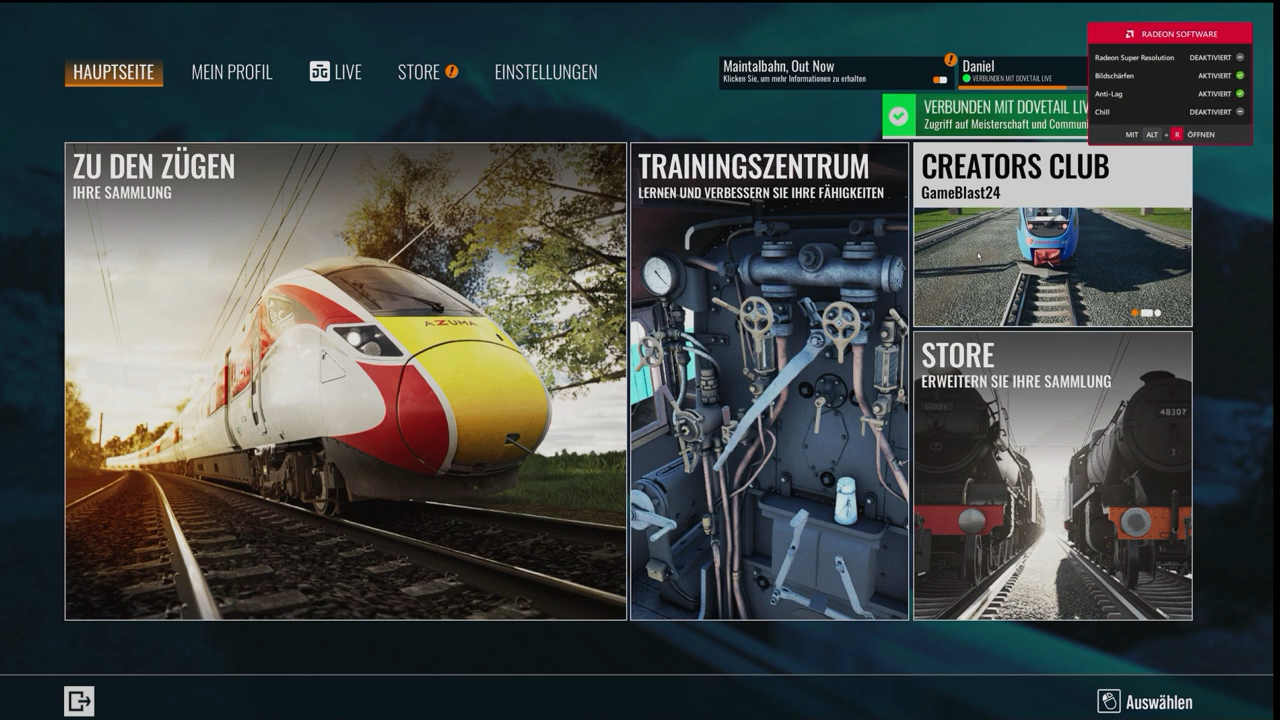 HAUPTSEITE
MEIN PROFIL
LIVE
STORE !
EINSTELLUNGEN
Maintalbahn, Out Now
Klicken Sie, um mehr Informationen zu erhalten
!
Daniel
VERBUNDEN MIT DOVETAIL LIVE
VERBUNDEN MIT DOVETAIL LIV
Zugriff auf Meisterschaft und Communi
RADEON SOFTWARE
Radeon Super Resolution DEAKTIVIERT
Bildschärfen AKTIVIERT
Anti-Lag AKTIVIERT
Chill DEAKTIVIERT
MIT ALT + R ÖFFNEN
ZU DEN ZÜGEN
IHRE SAMMLUNG
AZUMA
TRAININGSZENTRUM
LERNEN UND VERBESSERN SIE IHRE FÄHIGKEITEN
CREATORS CLUB
GameBlast24
STORE
ERWEITERN SIE IHRE SAMMLUNG
48307
Auswählen